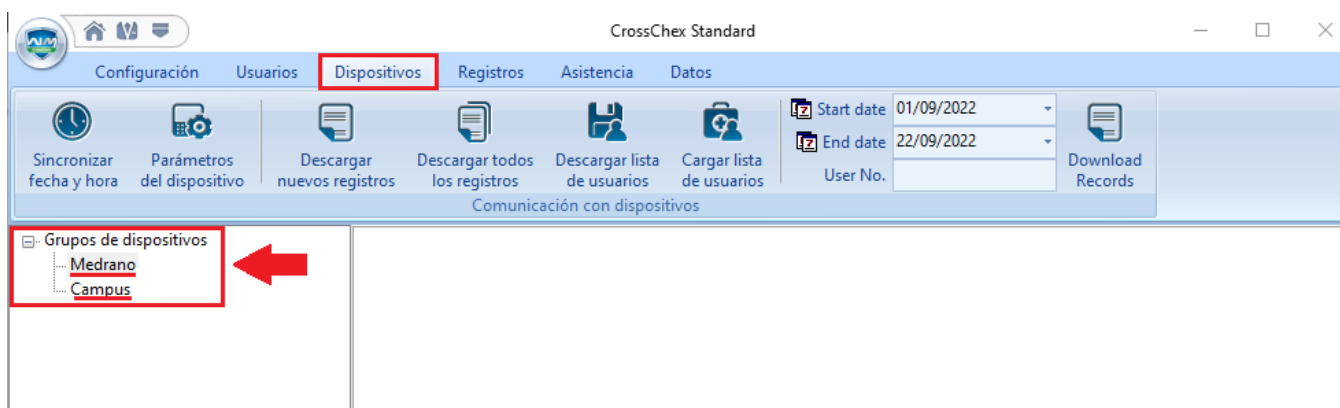 CrossChex Standard
Configuración Usuarios Dispositivos Registros Asistencia Datos
Sincronizar
fecha y hora
Parámetros
del dispositivo
Descargar
nuevos registros
Descargar todos
los registros
Descargar lista
de usuarios
Cargar lista
de usuarios
Start date 01/09/2022
End date 22/09/2022
User No.
Download
Records
Comunicación con dispositivos
Grupos de dispositivos
Medrano
Campus